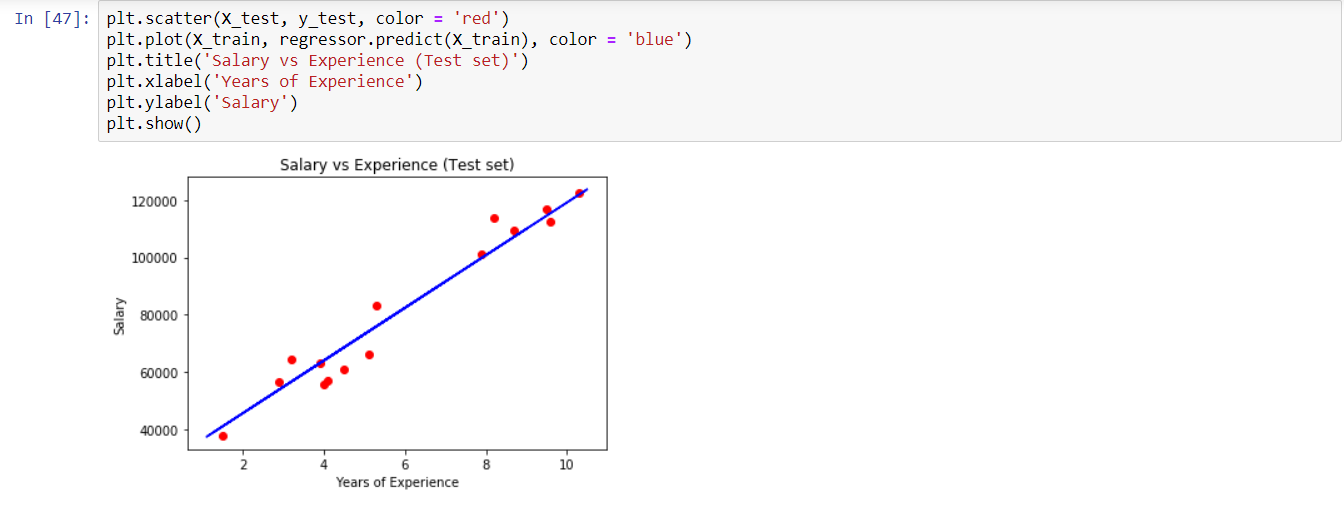 In [47]: plt.scatter(X_test, y_test, color = 'red')
plt.plot(X_train, regressor.predict(X_train), color = 'blue')
plt.title('Salary vs Experience (Test set)')
plt.xlabel('Years of Experience')
plt.ylabel('Salary')
plt.show()
Salary vs Experience (Test set)
120000
100000
80000
60000
40000
Salary
2 4 6 8 10
Years of Experience